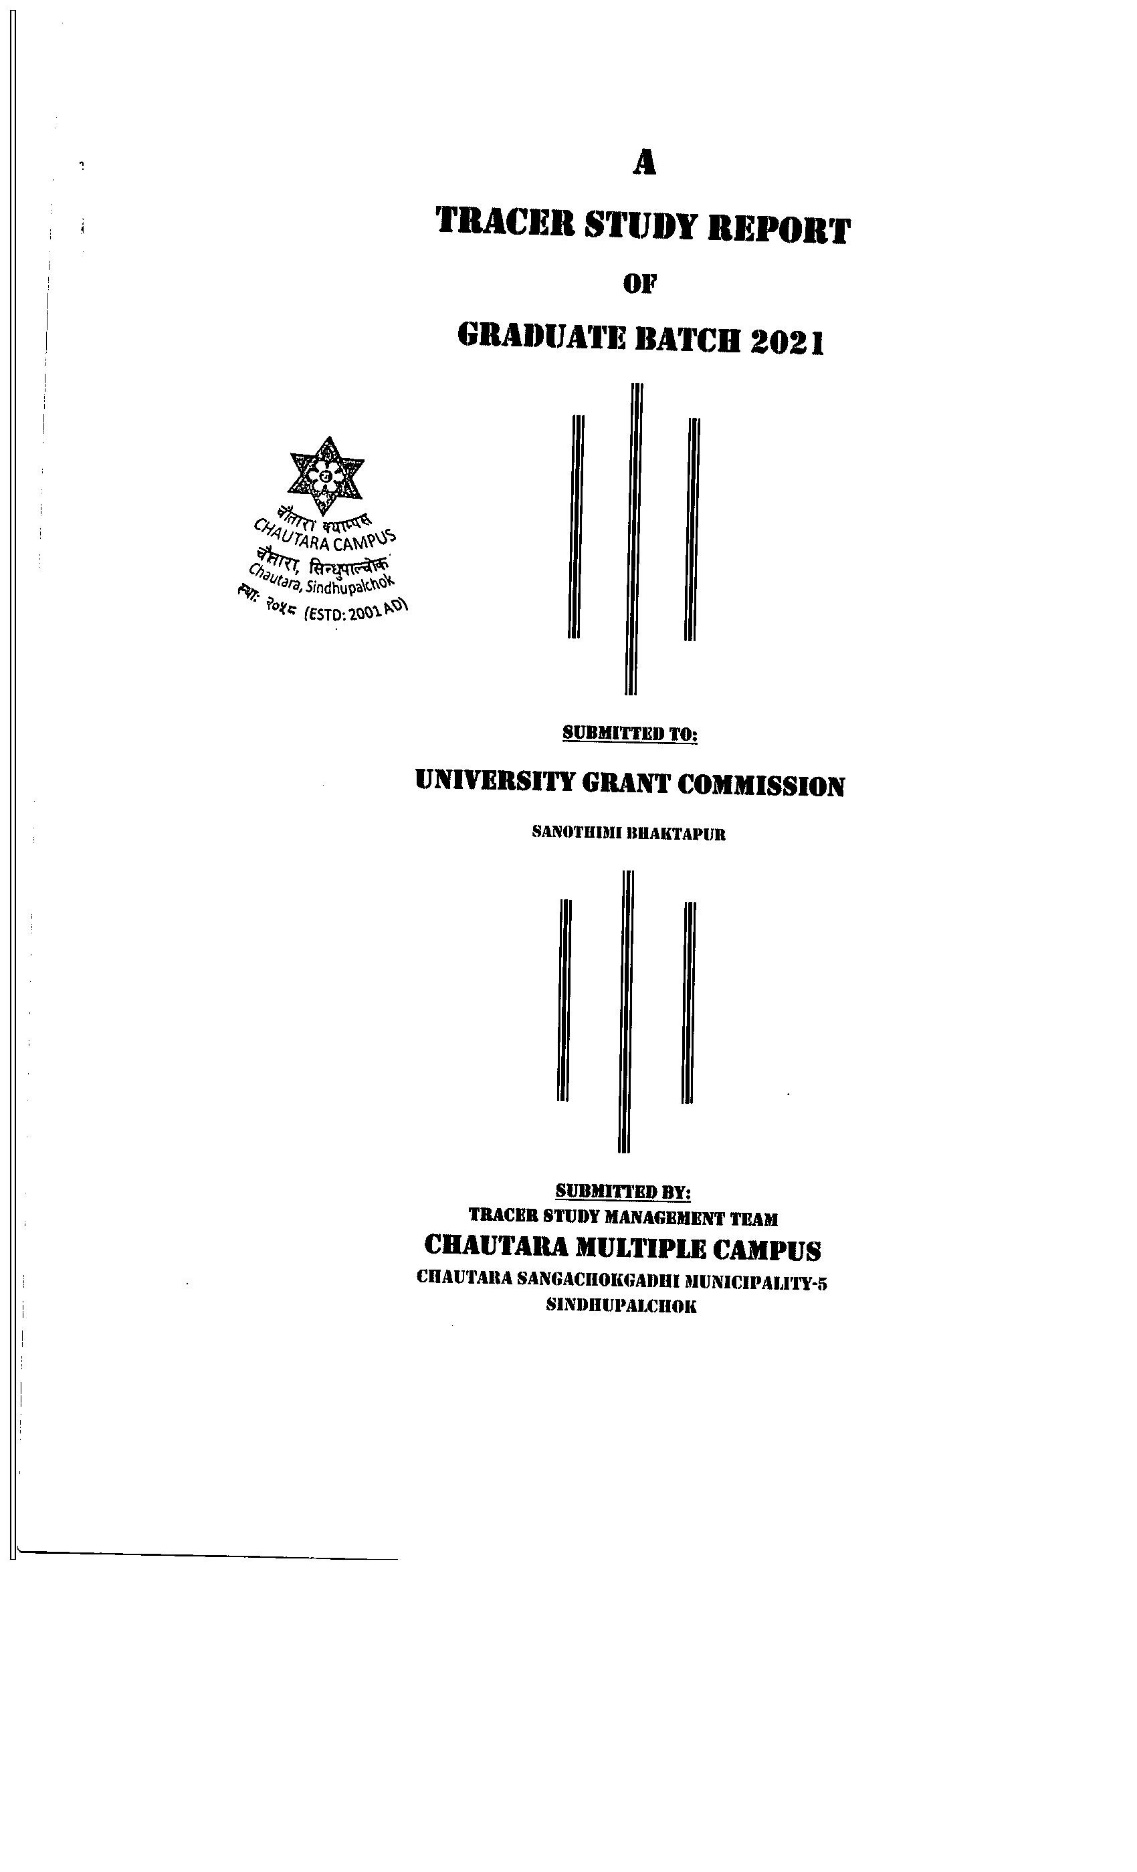 A
TRACER STUDY REPORT
OF
GRADUATE BATCH 2021
चौतारा क्याम्पस
CHAUTARA CAMPUS
चौतारा, सिन्धुपाल्चोक
Chautara, Sindhupalchok
स्था: २०५८ (ESTD: 2001 AD)
SUBMITTED TO:
UNIVERSITY GRANT COMMISSION
SANOTHIMI BHAKTAPUR
SUBMITTED BY:
TRACER STUDY MANAGEMENT TEAM
CHAUTARA MULTIPLE CAMPUS
CHAUTARA SANGACHOKGADHI MUNICIPALITY-5
SINDHUPALCHOK